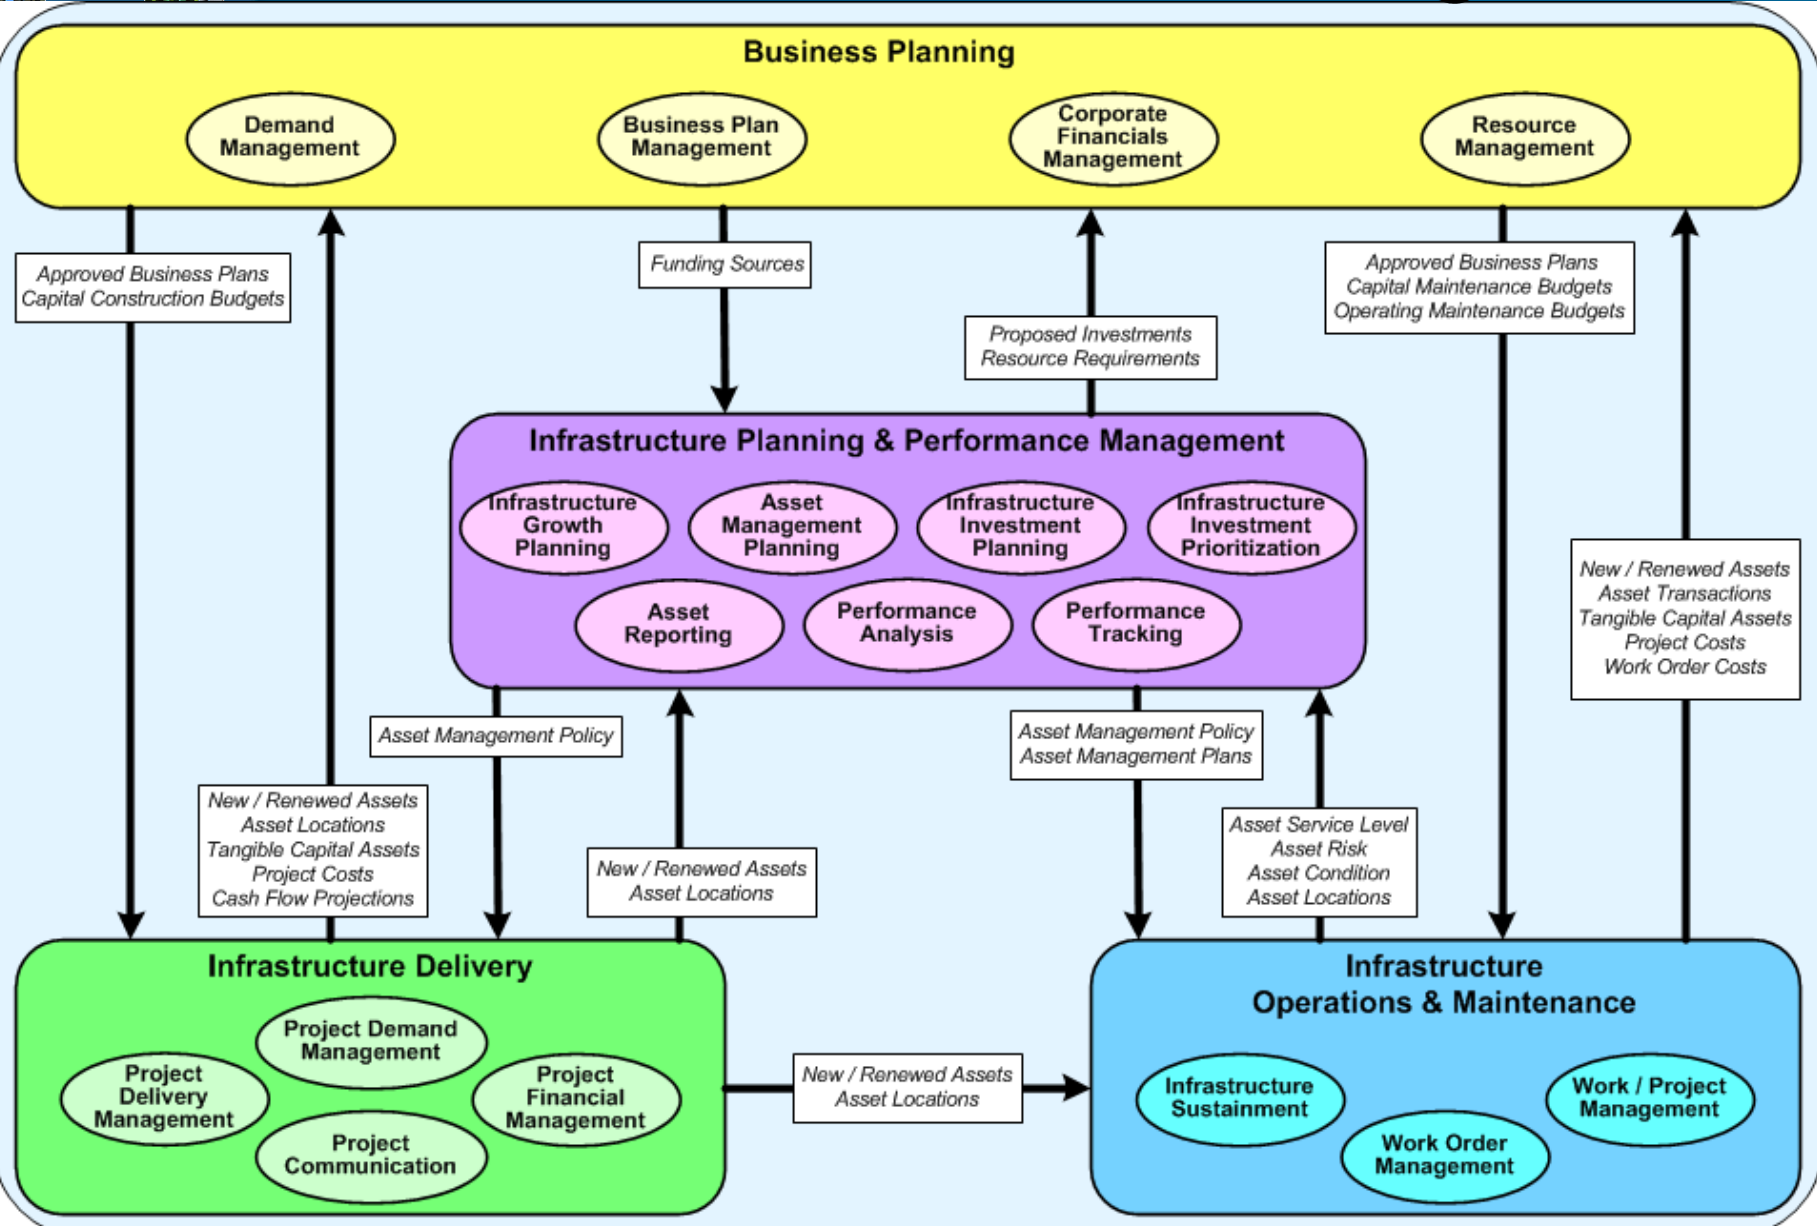 Business Planning
Demand
Management
Business Plan
Management
Corporate
Financials
Management
Resource
Management
Approved Business Plans
Capital Construction Budgets
Funding Sources
Proposed Investments
Resource Requirements
Approved Business Plans
Capital Maintenance Budgets
Operating Maintenance Budgets
Infrastructure Planning & Performance Management
Infrastructure
Growth
Planning
Asset
Management
Planning
Infrastructure
Investment
Planning
Infrastructure
Investment
Prioritization
Asset
Reporting
Performance
Analysis
Performance
Tracking
New / Renewed Assets
Asset Transactions
Tangible Capital Assets
Project Costs
Work Order Costs
Asset Management Policy
Asset Management Policy
Asset Management Plans
New / Renewed Assets
Asset Locations
Tangible Capital Assets
Project Costs
Cash Flow Projections
New / Renewed Assets
Asset Locations
Asset Service Level
Asset Risk
Asset Condition
Asset Locations
Infrastructure Delivery
Project Demand
Management
Project
Delivery
Management
Project
Financial
Management
Project
Communication
New / Renewed Assets
Asset Locations
Infrastructure
Operations & Maintenance
Infrastructure
Sustainment
Work Order
Management
Work / Project
Management